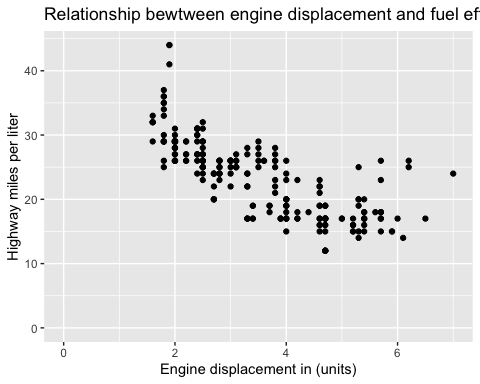 Relationship bewtween engine displacement and fuel ef
Highway miles per liter
40
30
20
10
0
0 2 4 6
Engine displacement in (units)